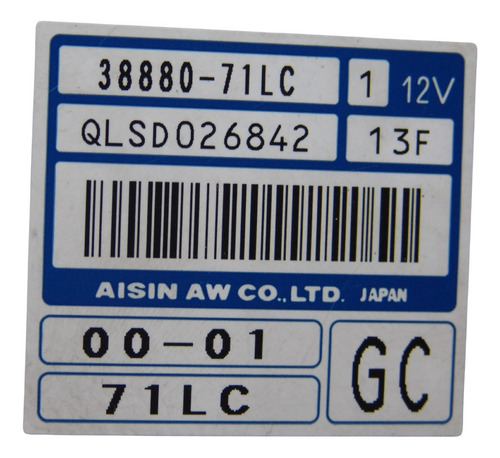 38880-71LC 1 12V
QLSD026842 13F
AISIN AW CO.,LTD. JAPAN
00-01
71LC
GC